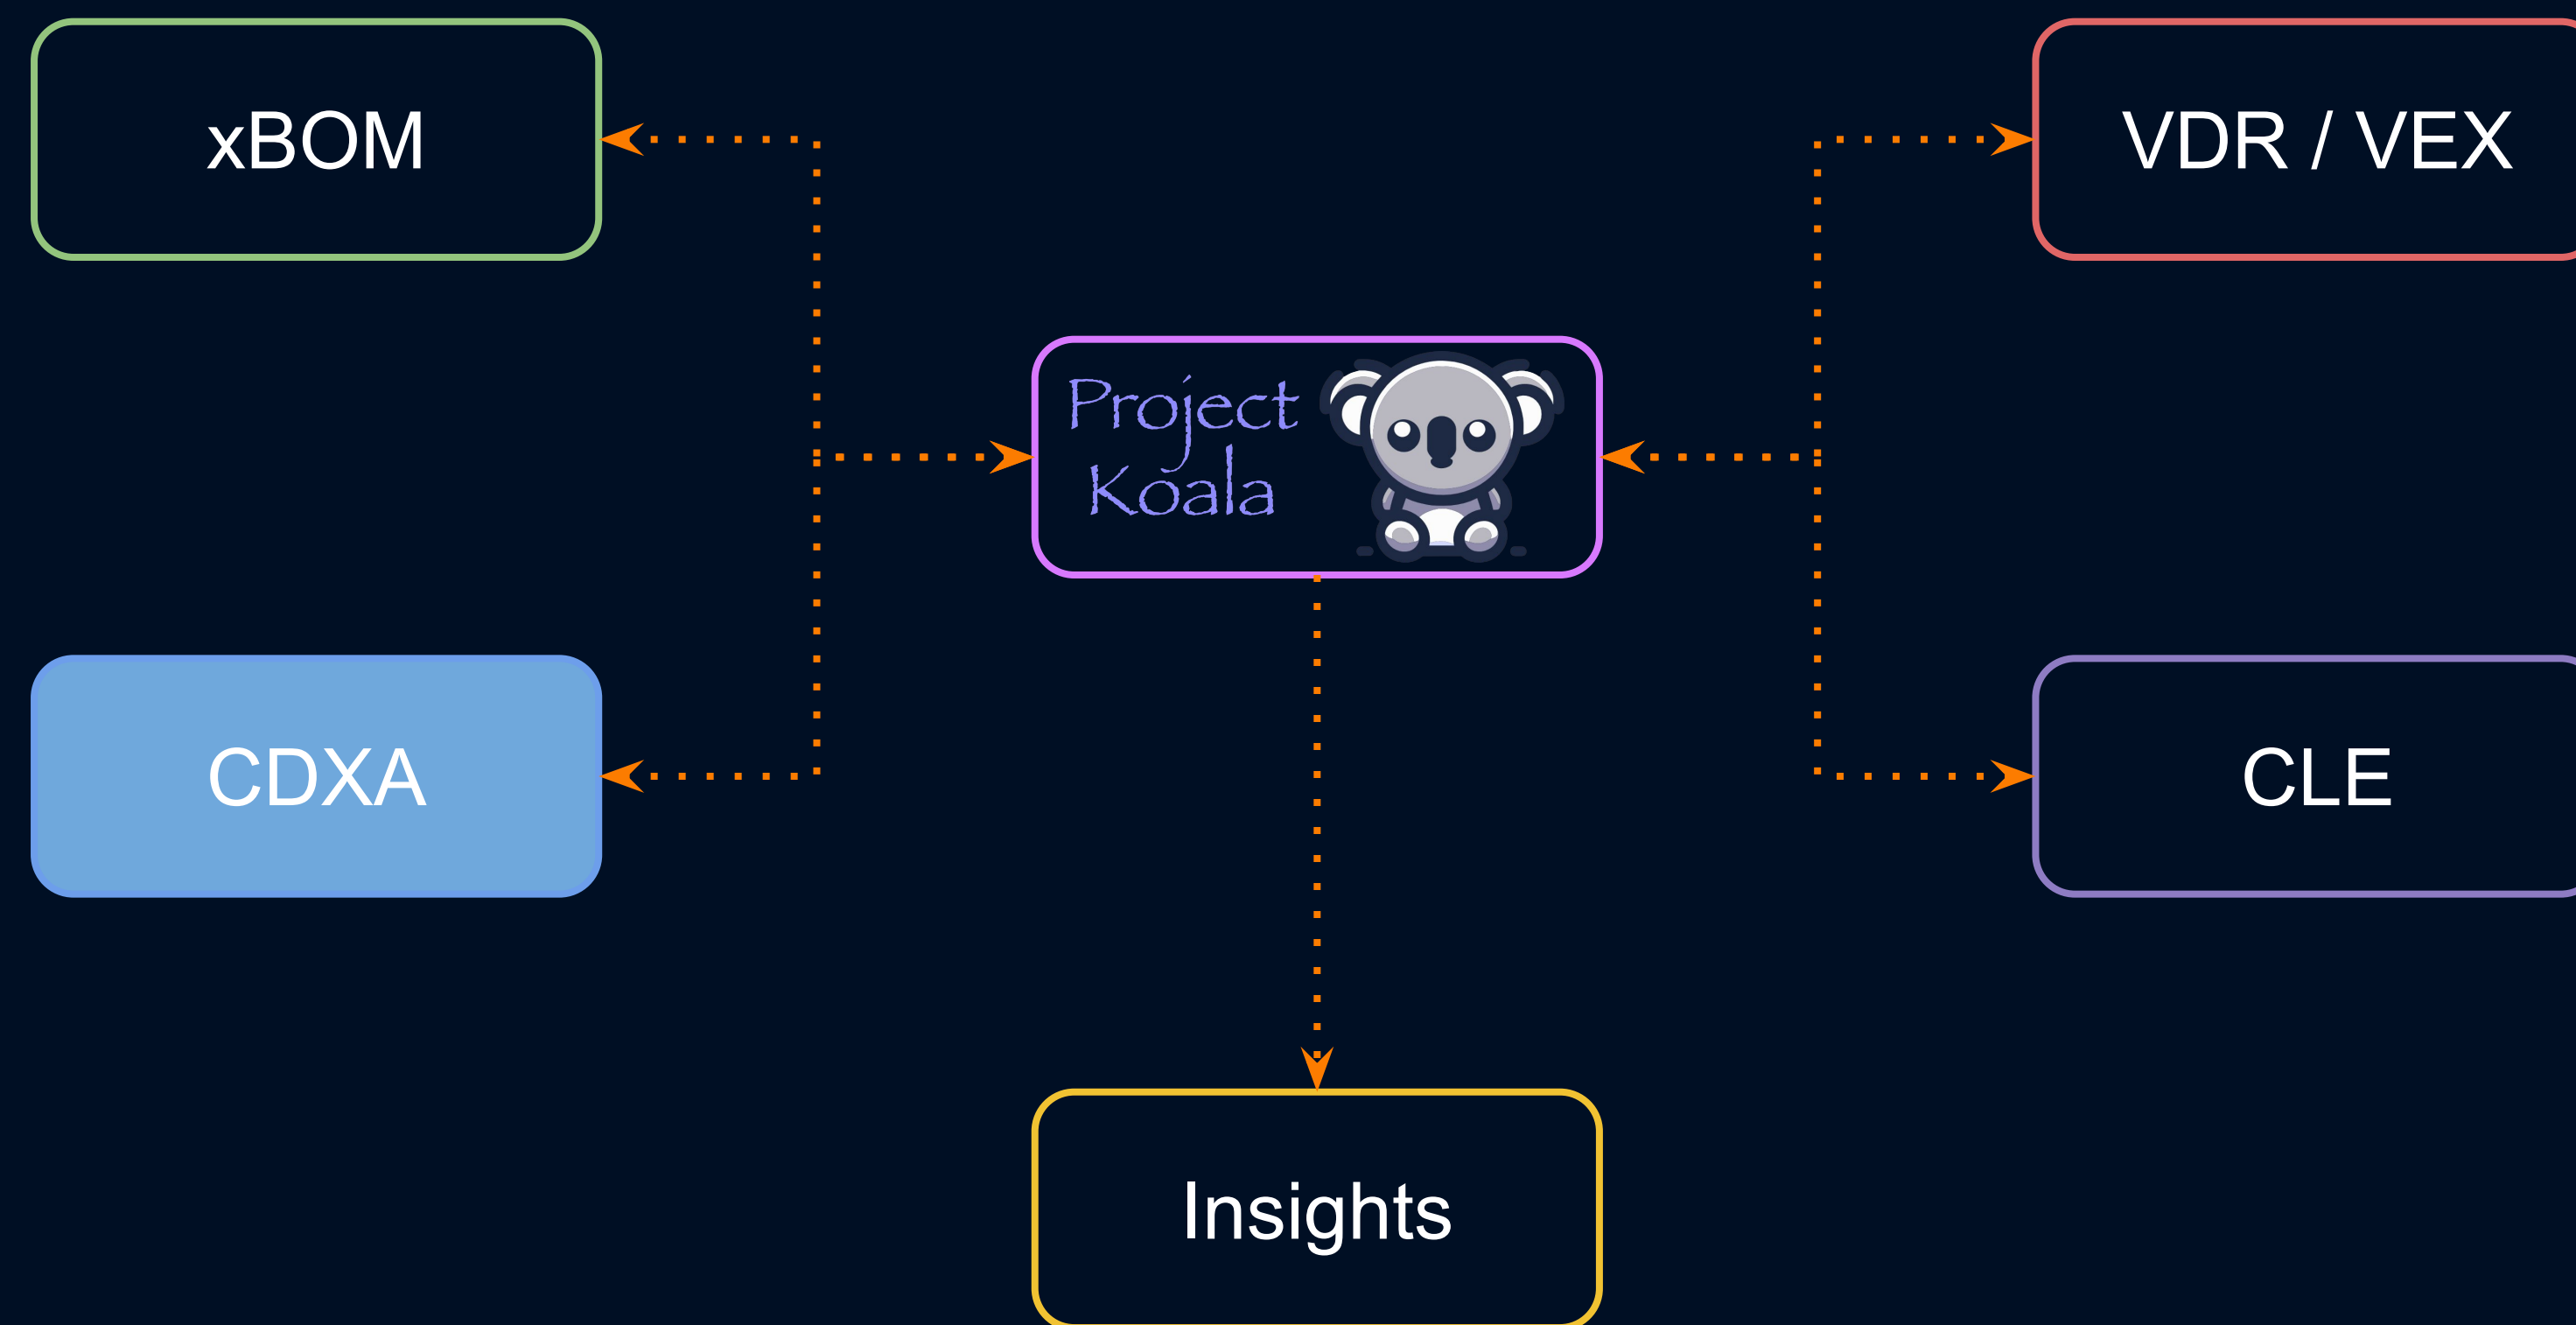 xBOM
VDR / VEX
Project
Koala
CDXA
CLE
Insights